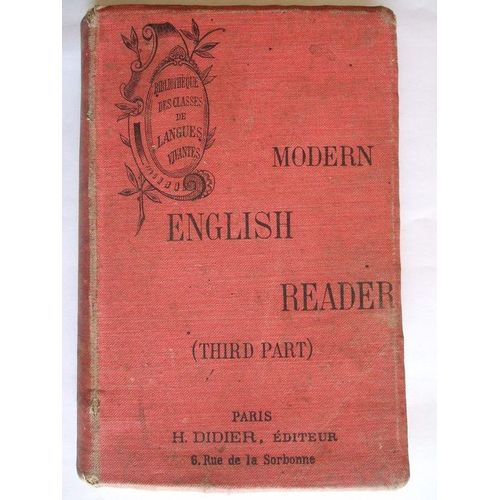 BIBLIOTHÈQUE
DES CLASSES
DE
LANGUES
VIVANTES
MODERN
ENGLISH
READER
(THIRD PART)
PARIS
H. DIDIER, ÉDITEUR
6, Rue de la Sorbonne